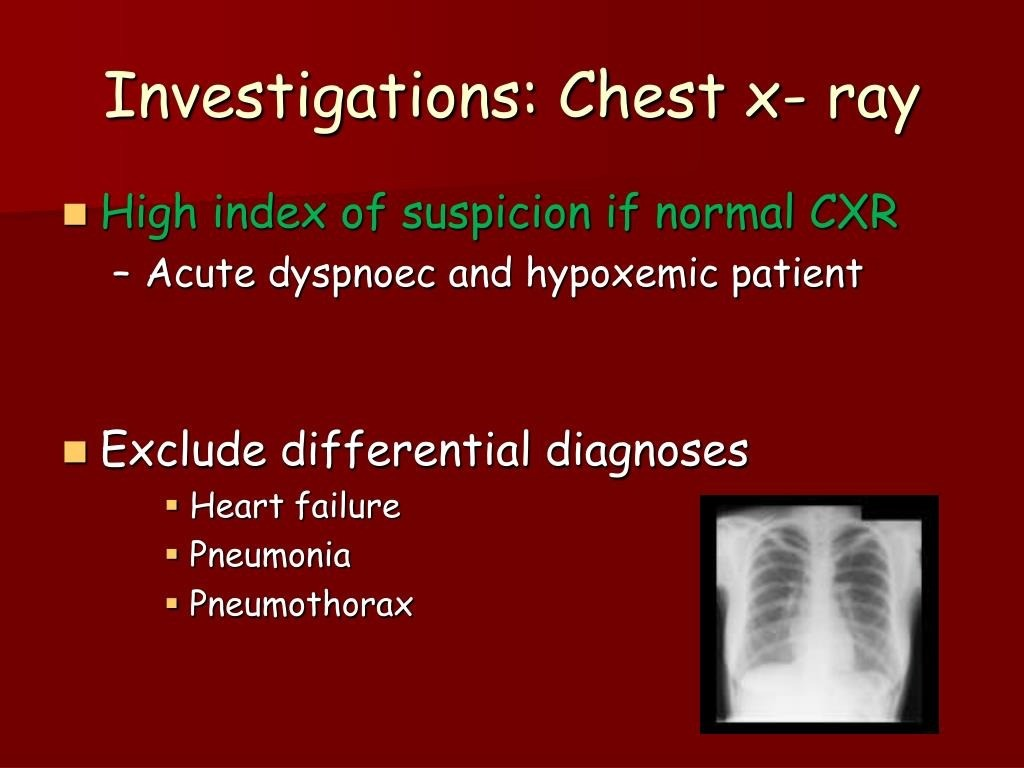 Investigations: Chest x- ray
High index of suspicion if normal CXR
– Acute dyspnoec and hypoxemic patient
Exclude differential diagnoses
Heart failure
Pneumonia
Pneumothorax